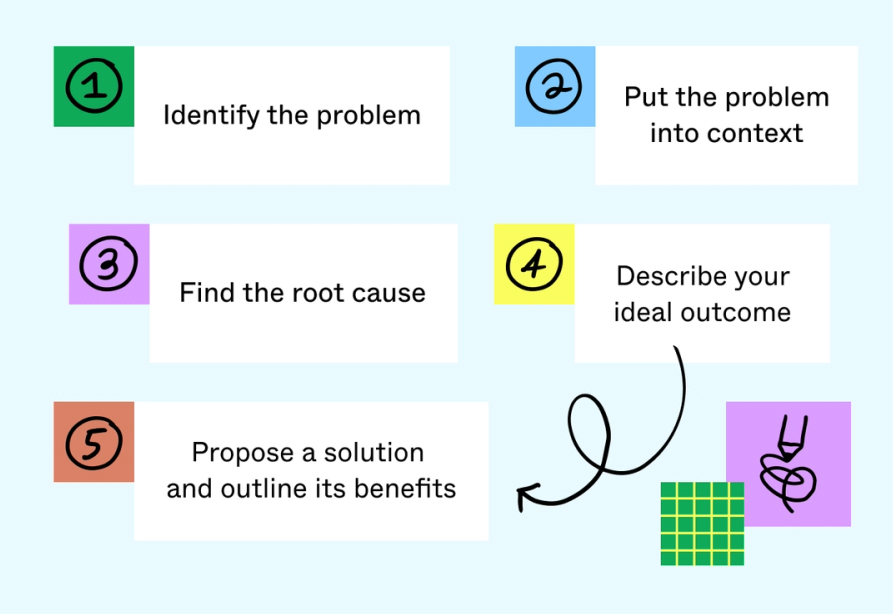 1
Identify the problem
2
Put the problem
into context
3
Find the root cause
4
Describe your
ideal outcome
5
Propose a solution
and outline its benefits